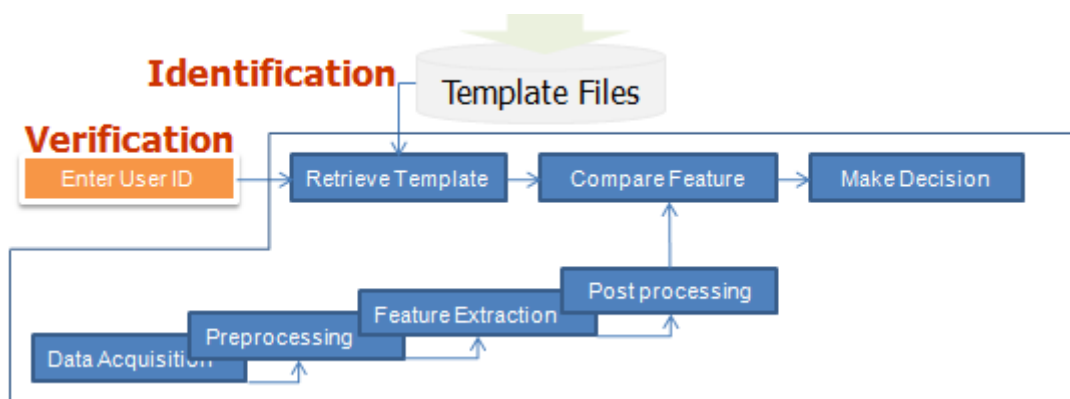 Identification
Template Files
Verification
Enter User ID
Retrieve Template
Compare Feature
Make Decision
Post processing
Feature Extraction
Preprocessing
Data Acquisition